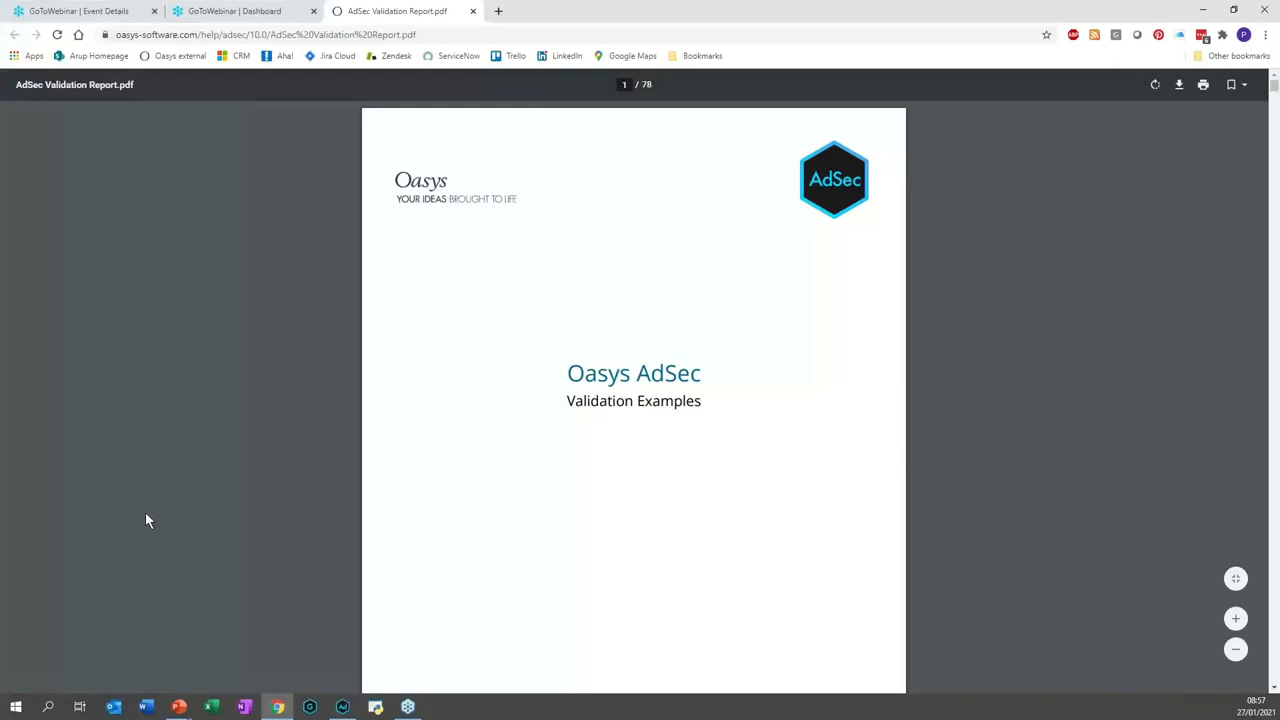 GoToWebinar | Event Details
GoToWebinar | Dashboard
AdSec Validation Report.pdf
oasys-software.com/help/adsec/10.0/AdSec%20Validation%20Report.pdf
6
P
Apps
Arup Homepage
Oasys external
CRM
Aha!
Jira Cloud
Zendesk
ServiceNow
Trello
LinkedIn
Google Maps
Bookmarks
Other bookmarks
AdSec Validation Report.pdf
1 / 78
Oasys
YOUR IDEAS BROUGHT TO LIFE
AdSec
Oasys AdSec
Validation Examples
08:57
27/01/2021